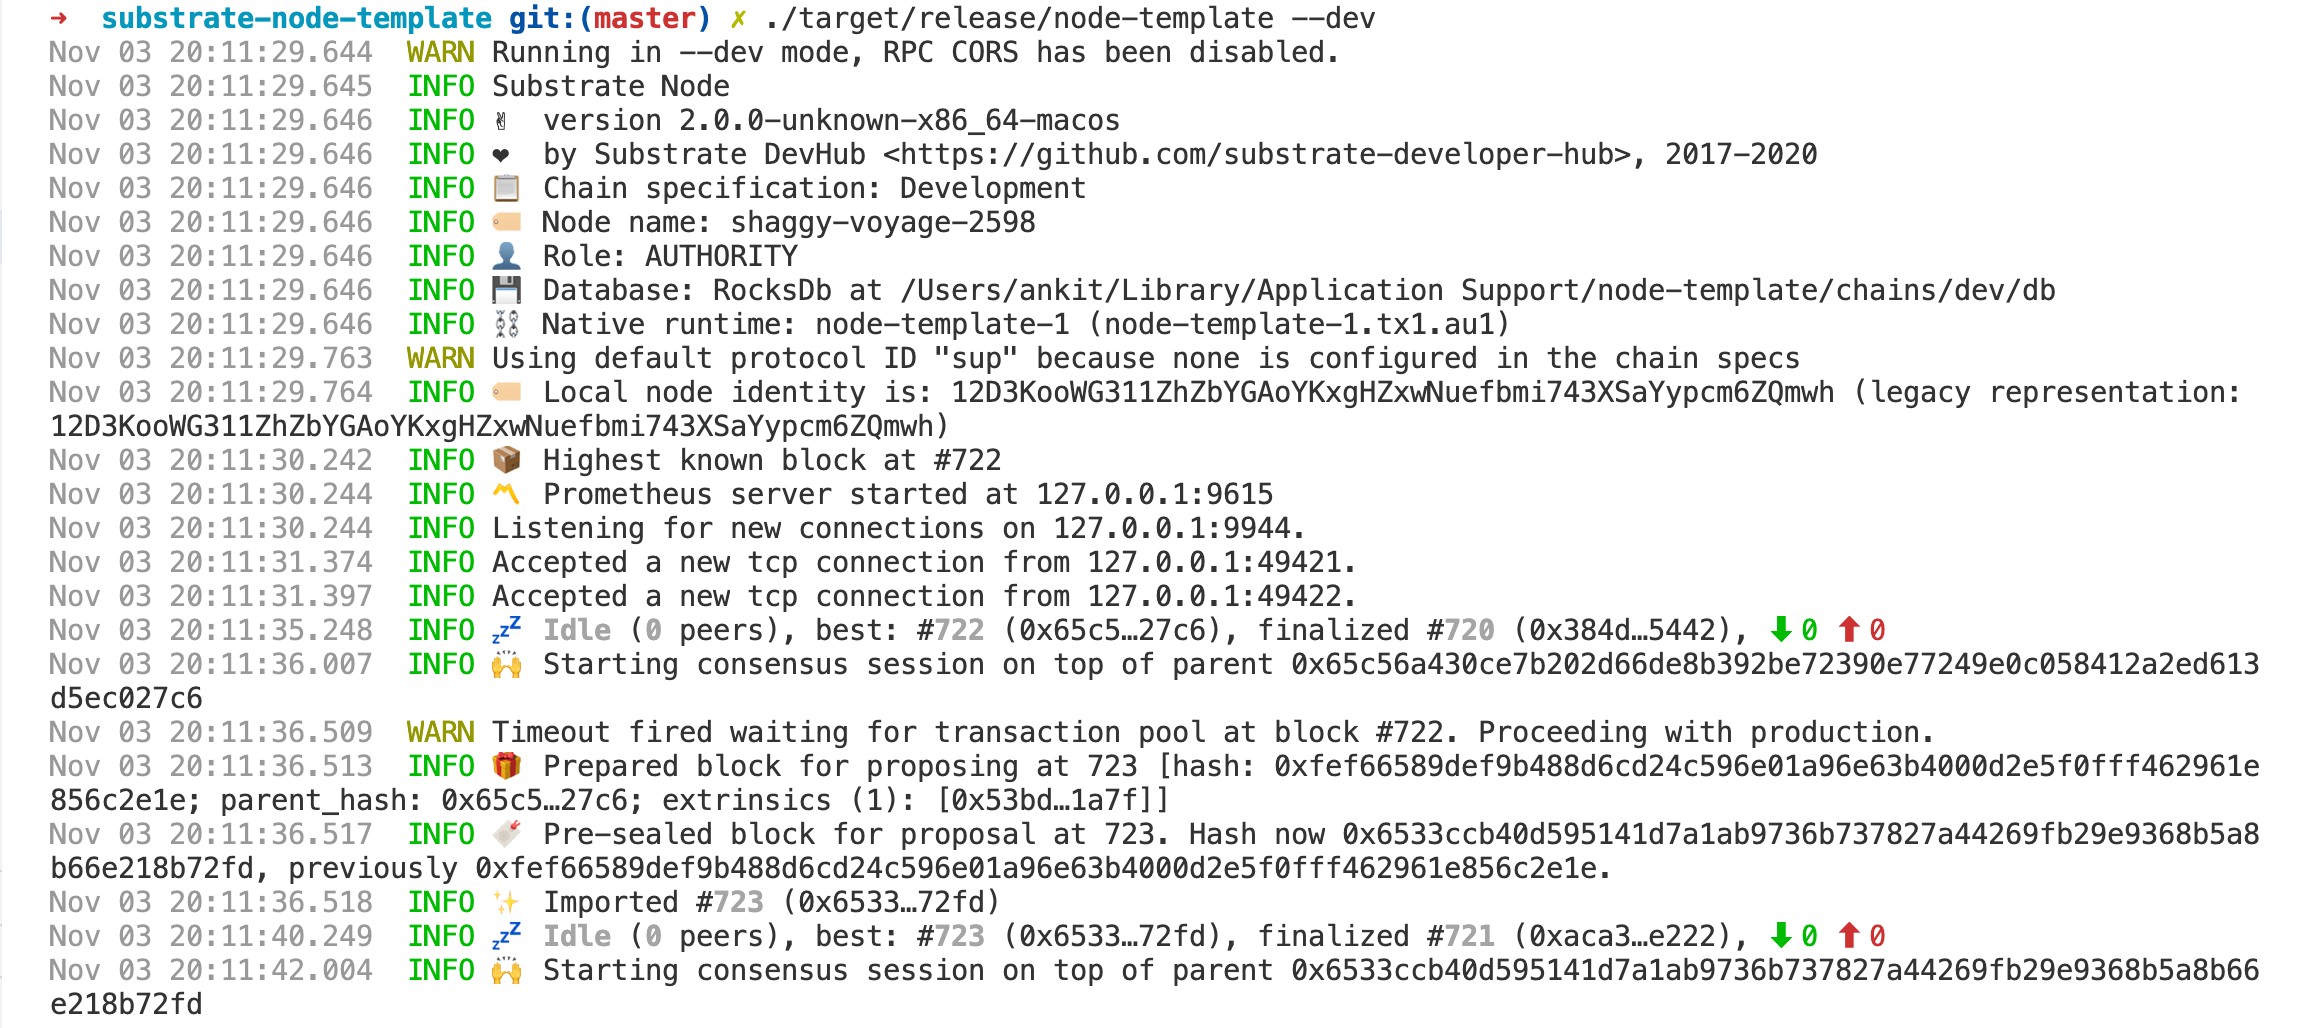 ➜  substrate-node-template git:(master) ✗ ./target/release/node-template --dev
Nov 03 20:11:29.644  WARN Running in --dev mode, RPC CORS has been disabled.
Nov 03 20:11:29.645  INFO Substrate Node
Nov 03 20:11:29.646  INFO ✌️  version 2.0.0-unknown-x86_64-macos
Nov 03 20:11:29.646  INFO ❤️  by Substrate DevHub <https://github.com/substrate-developer-hub>, 2017-2020
Nov 03 20:11:29.646  INFO 📋 Chain specification: Development
Nov 03 20:11:29.646  INFO 🏷  Node name: shaggy-voyage-2598
Nov 03 20:11:29.646  INFO 👤 Role: AUTHORITY
Nov 03 20:11:29.646  INFO 💾 Database: RocksDb at /Users/ankit/Library/Application Support/node-template/chains/dev/db
Nov 03 20:11:29.646  INFO ⛓  Native runtime: node-template-1 (node-template-1.tx1.au1)
Nov 03 20:11:29.763  WARN Using default protocol ID "sup" because none is configured in the chain specs
Nov 03 20:11:29.764  INFO 🏷  Local node identity is: 12D3KooWG311ZhZbYGAoYKxgHZxwNuefbmi743XSaYypcm6ZQmwh (legacy representation:
12D3KooWG311ZhZbYGAoYKxgHZxwNuefbmi743XSaYypcm6ZQmwh)
Nov 03 20:11:30.242  INFO 📦 Highest known block at #722
Nov 03 20:11:30.244  INFO 〽️ Prometheus server started at 127.0.0.1:9615
Nov 03 20:11:30.244  INFO Listening for new connections on 127.0.0.1:9944.
Nov 03 20:11:31.374  INFO Accepted a new tcp connection from 127.0.0.1:49421.
Nov 03 20:11:31.397  INFO Accepted a new tcp connection from 127.0.0.1:49422.
Nov 03 20:11:35.248  INFO 💤 Idle (0 peers), best: #722 (0x65c5…27c6), finalized #720 (0x384d…5442), ⬇ 0 ⬆ 0
Nov 03 20:11:36.007  INFO 🙌 Starting consensus session on top of parent 0x65c56a430ce7b202d66de8b392be72390e77249e0c058412a2ed613
d5ec027c6
Nov 03 20:11:36.509  WARN Timeout fired waiting for transaction pool at block #722. Proceeding with production.
Nov 03 20:11:36.513  INFO 🎁 Prepared block for proposing at 723 [hash: 0xfef66589def9b488d6cd24c596e01a96e63b4000d2e5f0fff462961e
856c2e1e; parent_hash: 0x65c5…27c6; extrinsics (1): [0x53bd…1a7f]]
Nov 03 20:11:36.517  INFO 🔖 Pre-sealed block for proposal at 723. Hash now 0x6533ccb40d595141d7a1ab9736b737827a44269fb29e9368b5a8
b66e218b72fd, previously 0xfef66589def9b488d6cd24c596e01a96e63b4000d2e5f0fff462961e856c2e1e.
Nov 03 20:11:36.518  INFO ✨ Imported #723 (0x6533…72fd)
Nov 03 20:11:40.249  INFO 💤 Idle (0 peers), best: #723 (0x6533…72fd), finalized #721 (0xaca3…e222), ⬇ 0 ⬆ 0
Nov 03 20:11:42.004  INFO 🙌 Starting consensus session on top of parent 0x6533ccb40d595141d7a1ab9736b737827a44269fb29e9368b5a8b66
e218b72fd